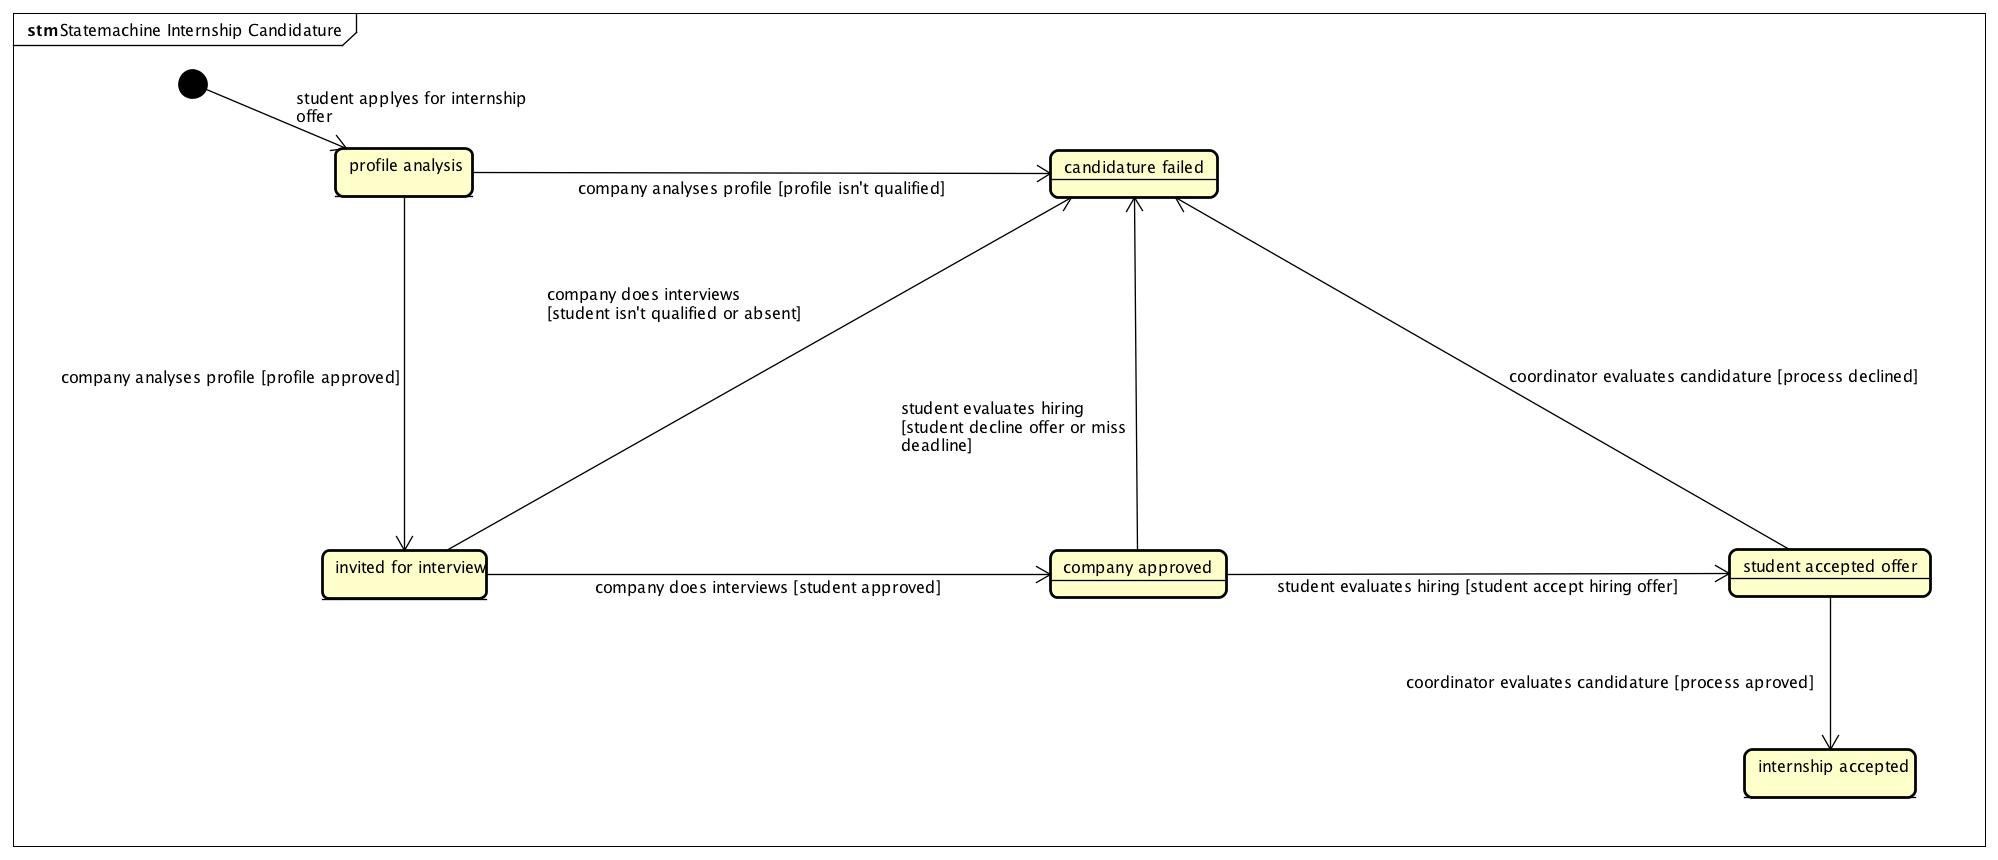 stm Statemachine Internship Candidature
student applyes for internship
offer
profile analysis
candidature failed
company analyses profile [profile isn't qualified]
company does interviews
[student isn't qualified or absent]
company analyses profile [profile approved]
coordinator evaluates candidature [process declined]
student evaluates hiring
[student decline offer or miss
deadline]
invited for interview
company approved
student accepted offer
company does interviews [student approved]
student evaluates hiring [student accept hiring offer]
coordinator evaluates candidature [process aproved]
internship accepted